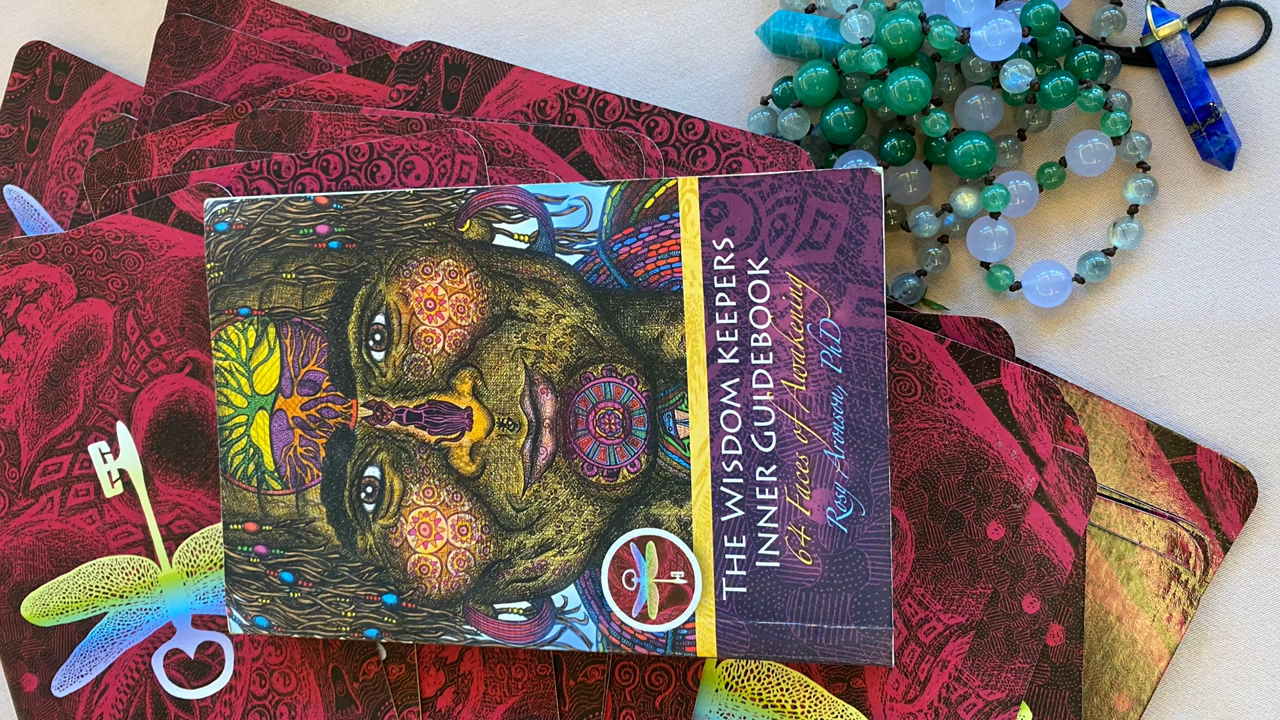 THE WISDOM KEEPERS
INNER GUIDEBOOK
64 Faces of Awakening
Rosy Aronson, PhD